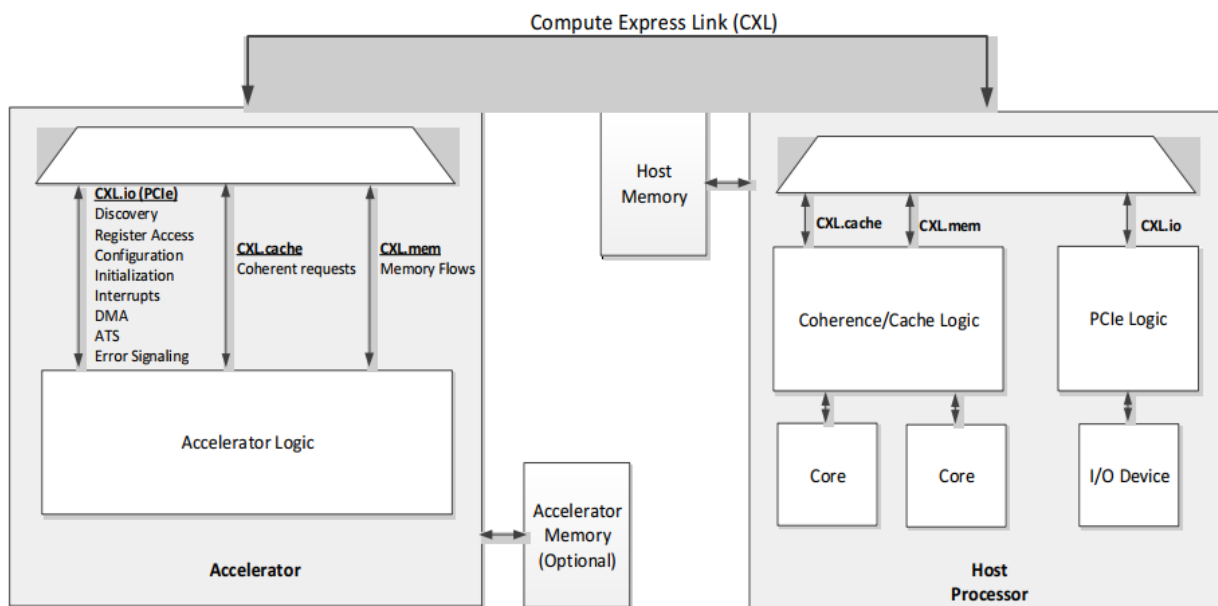 Compute Express Link (CXL)
CXL.io (PCIe)
Discovery
Register Access
Configuration
Initialization
Interrupts
DMA
ATS
Error Signaling
CXL.cache
Coherent requests
CXL.mem
Memory Flows
Accelerator Logic
Accelerator
Accelerator
Memory
(Optional)
Host
Memory
CXL.cache
CXL.mem
CXL.io
Coherence/Cache Logic
PCIe Logic
Core
Core
I/O Device
Host
Processor